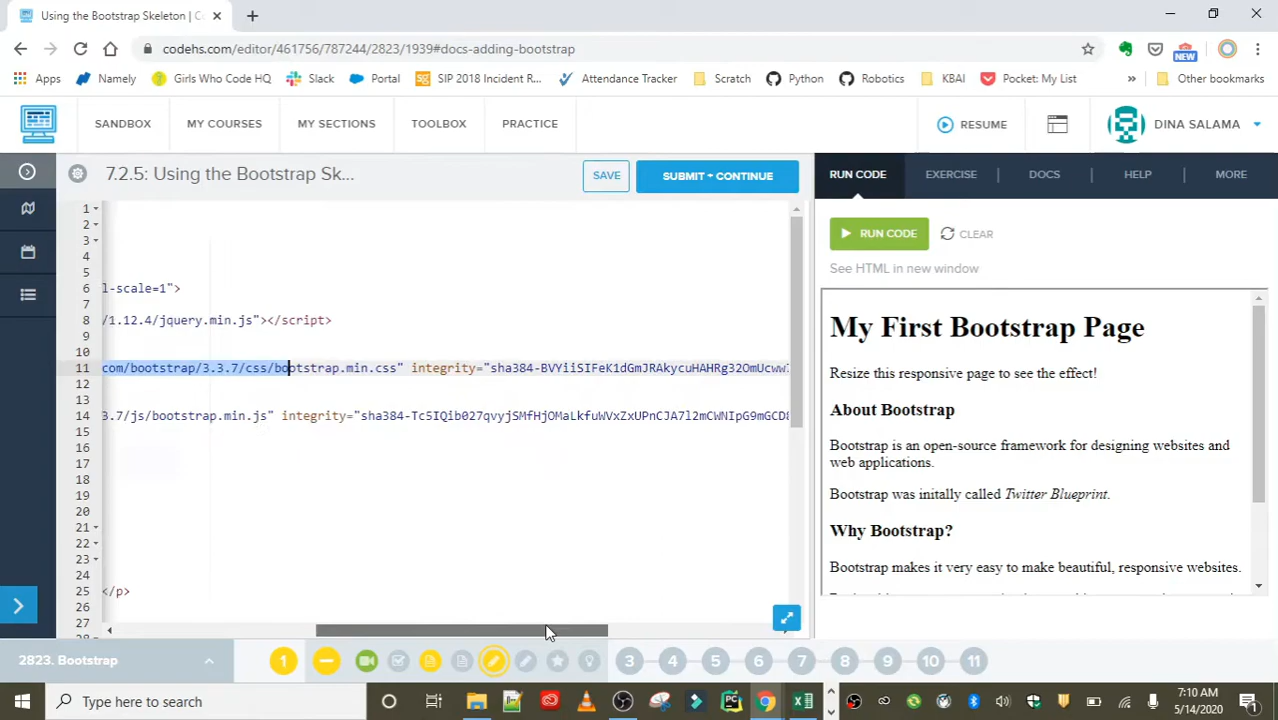 Using the Bootstrap Skeleton | C
codehs.com/editor/461756/787244/2823/1939#docs-adding-bootstrap
NEW
Apps
Namely
Girls Who Code HQ
Slack
Portal
SIP 2018 Incident R...
Attendance Tracker
Scratch
Python
Robotics
KBAI
Pocket: My List
»
Other bookmarks
SANDBOX
MY COURSES
MY SECTIONS
TOOLBOX
PRACTICE
RESUME
DINA SALAMA
7.2.5: Using the Bootstrap Sk...
SAVE
SUBMIT + CONTINUE
RUN CODE
EXERCISE
DOCS
HELP
MORE
1
2
3
4
5
6 l-scale=1">
7
8 /1.12.4/jquery.min.js"></script>
9
10
11 com/bootstrap/3.3.7/css/bootstrap.min.css" integrity="sha384-BVYiiSIFeK1dGmJRAkycuHAHRg32OmUcww
12
13
14 3.7/js/bootstrap.min.js" integrity="sha384-Tc5IQib027qvyjSMfHjOMaLkfuWVxZxUPnCJA7l2mCWNIpG9mGCD8
15
16
17
18
19
20
21
22
23
24
25 </p>
26
27
28
RUN CODE
CLEAR
See HTML in new window
My First Bootstrap Page
Resize this responsive page to see the effect!
About Bootstrap
Bootstrap is an open-source framework for designing websites and
web applications.
Bootstrap was initally called Twitter Blueprint.
Why Bootstrap?
Bootstrap makes it very easy to make beautiful, responsive websites.
2823. Bootstrap
1
3
4
5
6
7
8
9
10
11
Type here to search
PC
7:10 AM
5/14/2020
1